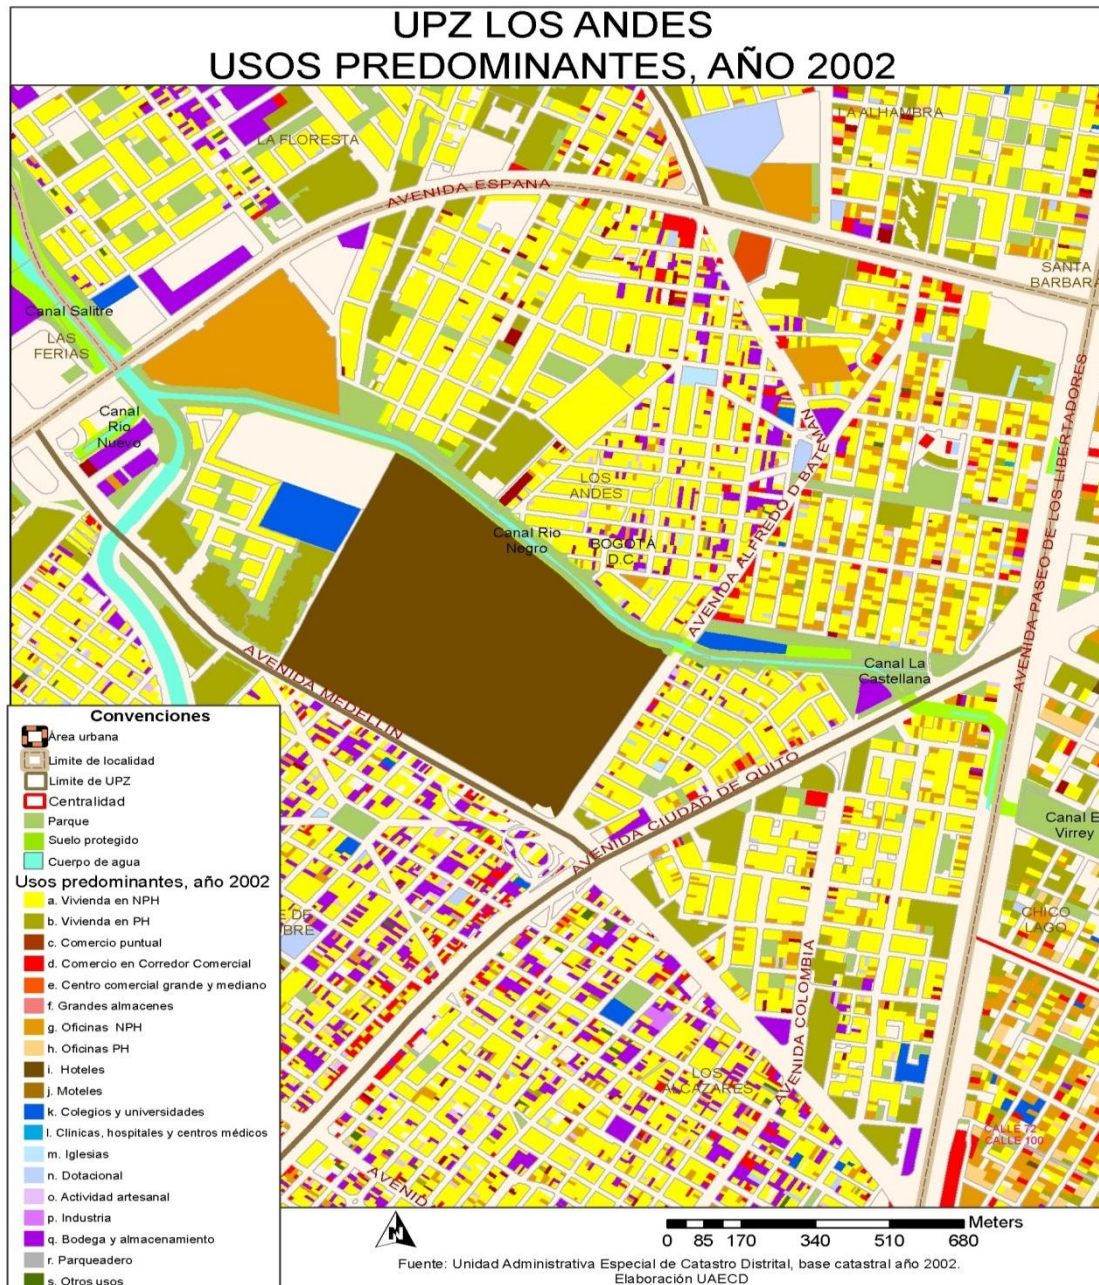 UPZ LOS ANDES
USOS PREDOMINANTES, AÑO 2002
LA FLORESTA
LA ALHAMBRA
AVENIDA ESPAÑA
SANTA
BARBARA
Canal Salitre
LAS
FERIAS
Canal
Rio
Nuevo
LOS
ANDES
Canal Rio
Negro
BOGOTÁ
D.C.
AVENIDA ALFREDO D BATEMAN
AVENIDA PASEO DE LOS LIBERTADORES
Canal La
Castellana
AVENIDA MEDELLIN
AVENIDA CIUDAD DE QUITO
Canal E
Virrey
CHICO
LAGO
E DE
BRE
AVENIDA COLOMBIA
LOS
ALCAZARES
CALLE 72
CALLE 100
AVENID
Convenciones
Área urbana
Limite de localidad
Límite de UPZ
Centralidad
Parque
Suelo protegido
Cuerpo de agua
Usos predominantes, año 2002
a. Vivienda en NPH
b. Vivienda en PH
c. Comercio puntual
d. Comercio en Corredor Comercial
e. Centro comercial grande y mediano
f. Grandes almacenes
g. Oficinas NPH
h. Oficinas PH
i. Hoteles
j. Moteles
k. Colegios y universidades
l. Clínicas, hospitales y centros médicos
m. Iglesias
n. Dotacional
o. Actividad artesanal
p. Industria
q. Bodega y almacenamiento
r. Parqueadero
s. Otros usos
N
Meters
0 85 170 340 510 680
Fuente: Unidad Administrativa Especial de Catastro Distrital, base catastral año 2002.
Elaboración UAECD